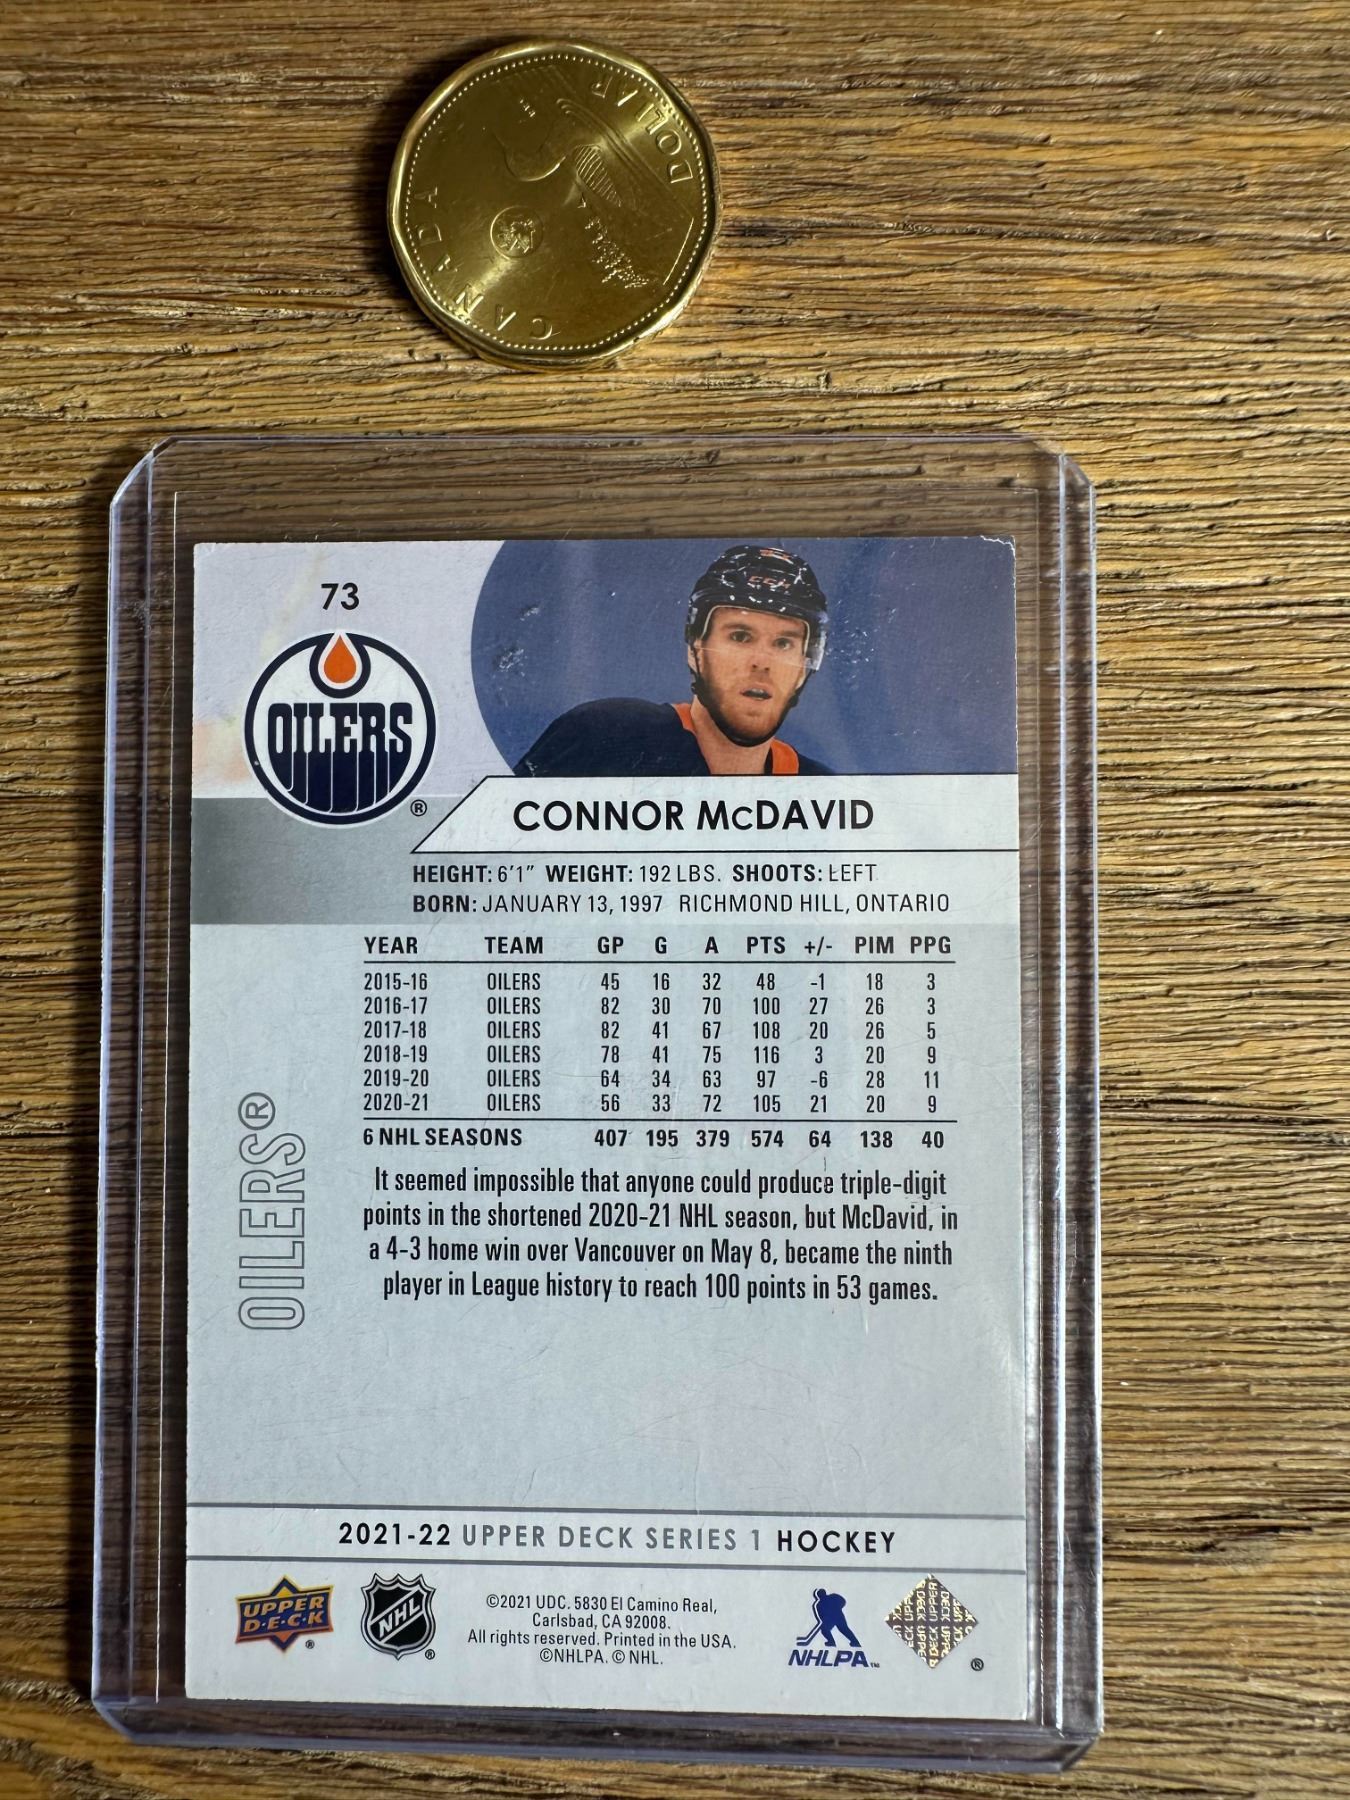 CANADA
DOLLAR
73
CCM
OILERS
®
CONNOR McDAVID
HEIGHT: 6'1" WEIGHT: 192 LBS. SHOOTS: LEFT
BORN: JANUARY 13, 1997 RICHMOND HILL, ONTARIO
YEAR TEAM GP G A PTS +/- PIM PPG
2015-16 OILERS 45 16 32 48 -1 18 3
2016-17 OILERS 82 30 70 100 27 26 3
2017-18 OILERS 82 41 67 108 20 26 5
2018-19 OILERS 78 41 75 116 3 20 9
2019-20 OILERS 64 34 63 97 -6 28 11
2020-21 OILERS 56 33 72 105 21 20 9
6 NHL SEASONS 407 195 379 574 64 138 40
OILERS®
It seemed impossible that anyone could produce triple-digit
points in the shortened 2020-21 NHL season, but McDavid, in
a 4-3 home win over Vancouver on May 8, became the ninth
player in League history to reach 100 points in 53 games.
2021-22 UPPER DECK SERIES 1 HOCKEY
UPPER
D·E·C·K
®
NHL
®
©2021 UDC. 5830 El Camino Real,
Carlsbad, CA 92008.
All rights reserved. Printed in the USA.
©NHLPA. © NHL.
NHLPA™
UPPER DECK
®